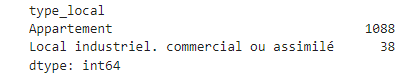 type_local
Appartement 1088
Local industriel. commercial ou assimilé 38
dtype: int64